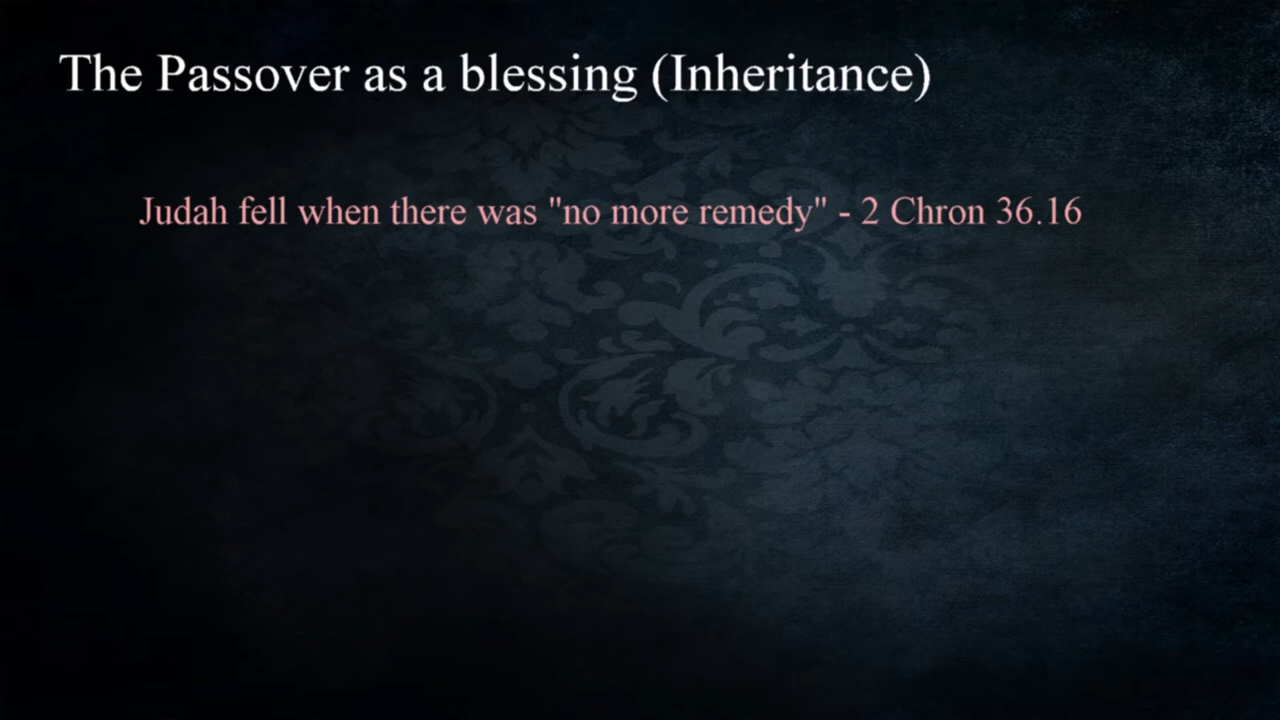 The Passover as a blessing (Inheritance)
Judah fell when there was "no more remedy" - 2 Chron 36.16